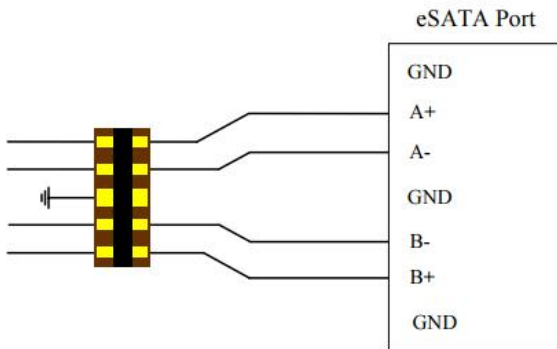 eSATA Port
GND
A+
A-
GND
B-
B+
GND